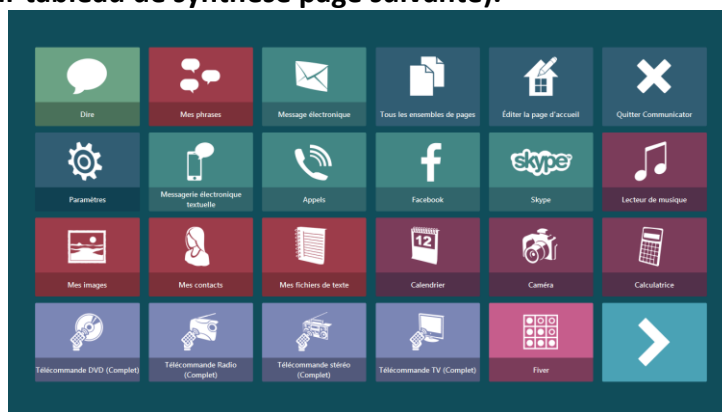 r tableau de synthèse page suivante).
Dire
Mes phrases
Message électronique
Tous les ensembles de pages
Éditer la page d'accueil
Quitter Communicator
Paramètres
Messagerie électronique
textuelle
Appels
Facebook
skype
Skype
Lecteur de musique
Mes images
Mes contacts
Mes fichiers de texte
12
Calendrier
Caméra
Calculatrice
Télécommande DVD (Complet)
Télécommande Radio
(Complet)
Télécommande stéréo
(Complet)
Télécommande TV (Complet)
Fiver